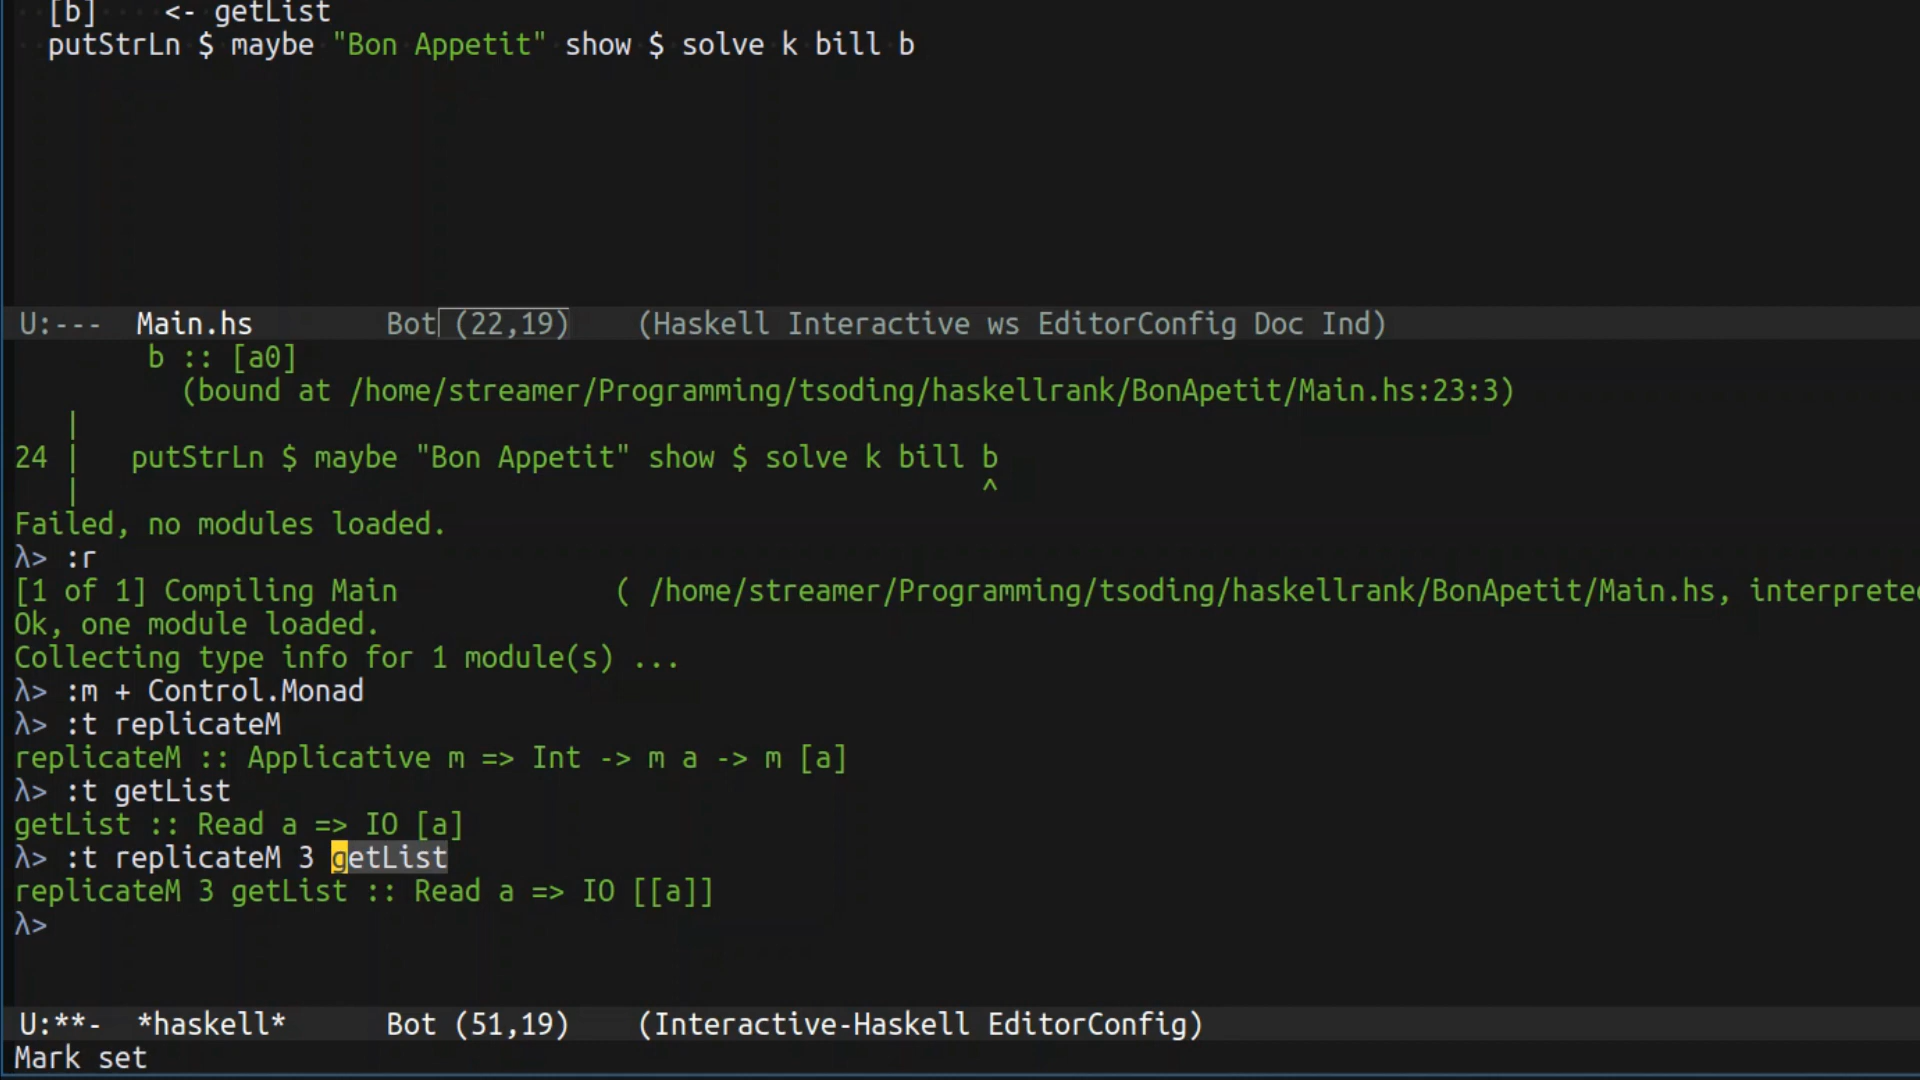 [b]    <- getList
putStrLn $ maybe "Bon Appetit" show $ solve k bill b
U:---  Main.hs        Bot (22,19)    (Haskell Interactive ws EditorConfig Doc Ind)
b :: [a0]
(bound at /home/streamer/Programming/tsoding/haskellrank/BonApetit/Main.hs:23:3)
|
24 |   putStrLn $ maybe "Bon Appetit" show $ solve k bill b
|                                                      ^
Failed, no modules loaded.
λ> :r
[1 of 1] Compiling Main             ( /home/streamer/Programming/tsoding/haskellrank/BonApetit/Main.hs, interprete
Ok, one module loaded.
Collecting type info for 1 module(s) ...
λ> :m + Control.Monad
λ> :t replicateM
replicateM :: Applicative m => Int -> m a -> m [a]
λ> :t getList
getList :: Read a => IO [a]
λ> :t replicateM 3 getList
replicateM 3 getList :: Read a => IO [[a]]
λ>
U:**-  *haskell*      Bot (51,19)    (Interactive-Haskell EditorConfig)
Mark set